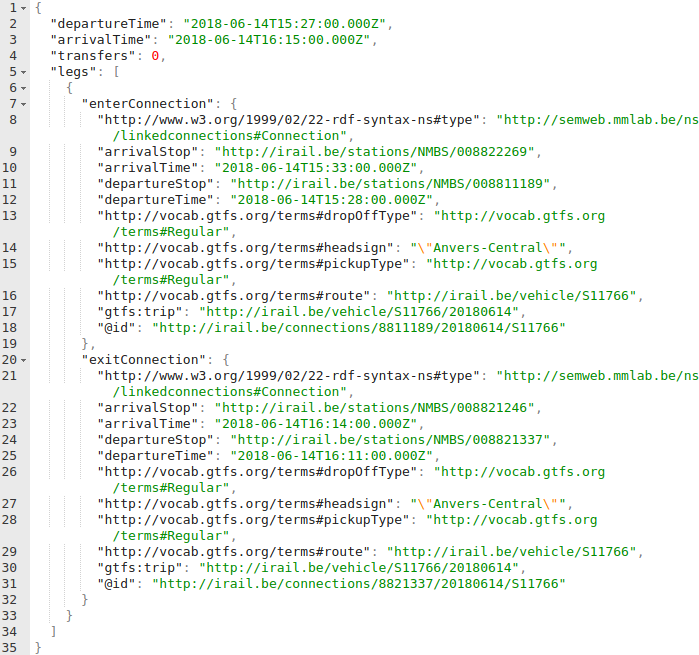 1 {
2 "departureTime": "2018-06-14T15:27:00.000Z",
3 "arrivalTime": "2018-06-14T16:15:00.000Z",
4 "transfers": 0,
5 "legs": [
6 {
7 "enterConnection": {
8 "http://www.w3.org/1999/02/22-rdf-syntax-ns#type": "http://semweb.mmlab.be/ns
/linkedconnections#Connection",
9 "arrivalStop": "http://irail.be/stations/NMBS/008822269",
10 "arrivalTime": "2018-06-14T15:33:00.000Z",
11 "departureStop": "http://irail.be/stations/NMBS/008811189",
12 "departureTime": "2018-06-14T15:28:00.000Z",
13 "http://vocab.gtfs.org/terms#dropOffType": "http://vocab.gtfs.org
/terms#Regular",
14 "http://vocab.gtfs.org/terms#headsign": "\"Anvers-Central\"",
15 "http://vocab.gtfs.org/terms#pickupType": "http://vocab.gtfs.org
/terms#Regular",
16 "http://vocab.gtfs.org/terms#route": "http://irail.be/vehicle/S11766",
17 "gtfs:trip": "http://irail.be/vehicle/S11766/20180614",
18 "@id": "http://irail.be/connections/8811189/20180614/S11766"
19 },
20 "exitConnection": {
21 "http://www.w3.org/1999/02/22-rdf-syntax-ns#type": "http://semweb.mmlab.be/ns
/linkedconnections#Connection",
22 "arrivalStop": "http://irail.be/stations/NMBS/008821246",
23 "arrivalTime": "2018-06-14T16:14:00.000Z",
24 "departureStop": "http://irail.be/stations/NMBS/008821337",
25 "departureTime": "2018-06-14T16:11:00.000Z",
26 "http://vocab.gtfs.org/terms#dropOffType": "http://vocab.gtfs.org
/terms#Regular",
27 "http://vocab.gtfs.org/terms#headsign": "\"Anvers-Central\"",
28 "http://vocab.gtfs.org/terms#pickupType": "http://vocab.gtfs.org
/terms#Regular",
29 "http://vocab.gtfs.org/terms#route": "http://irail.be/vehicle/S11766",
30 "gtfs:trip": "http://irail.be/vehicle/S11766/20180614",
31 "@id": "http://irail.be/connections/8821337/20180614/S11766"
32 }
33 }
34 ]
35 }